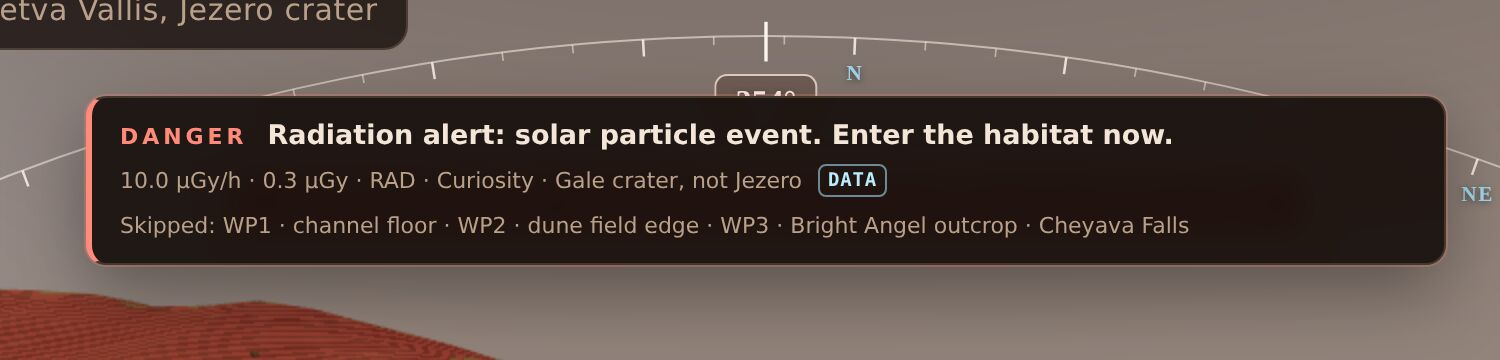 etva Vallis, Jezero crater
N
DANGER Radiation alert: solar particle event. Enter the habitat now.
10.0 µGy/h · 0.3 µGy · RAD · Curiosity · Gale crater, not Jezero DATA
NE
Skipped: WP1 · channel floor · WP2 · dune field edge · WP3 · Bright Angel outcrop · Cheyava Falls